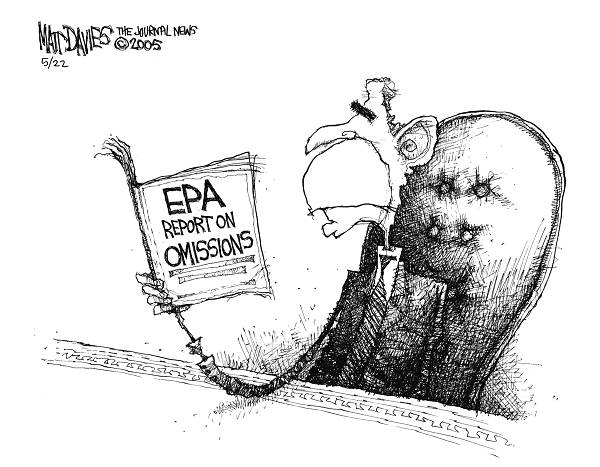 MATT DAVIES THE JOURNAL NEWS
©2005
5/22
EPA
REPORT ON
OMISSIONS